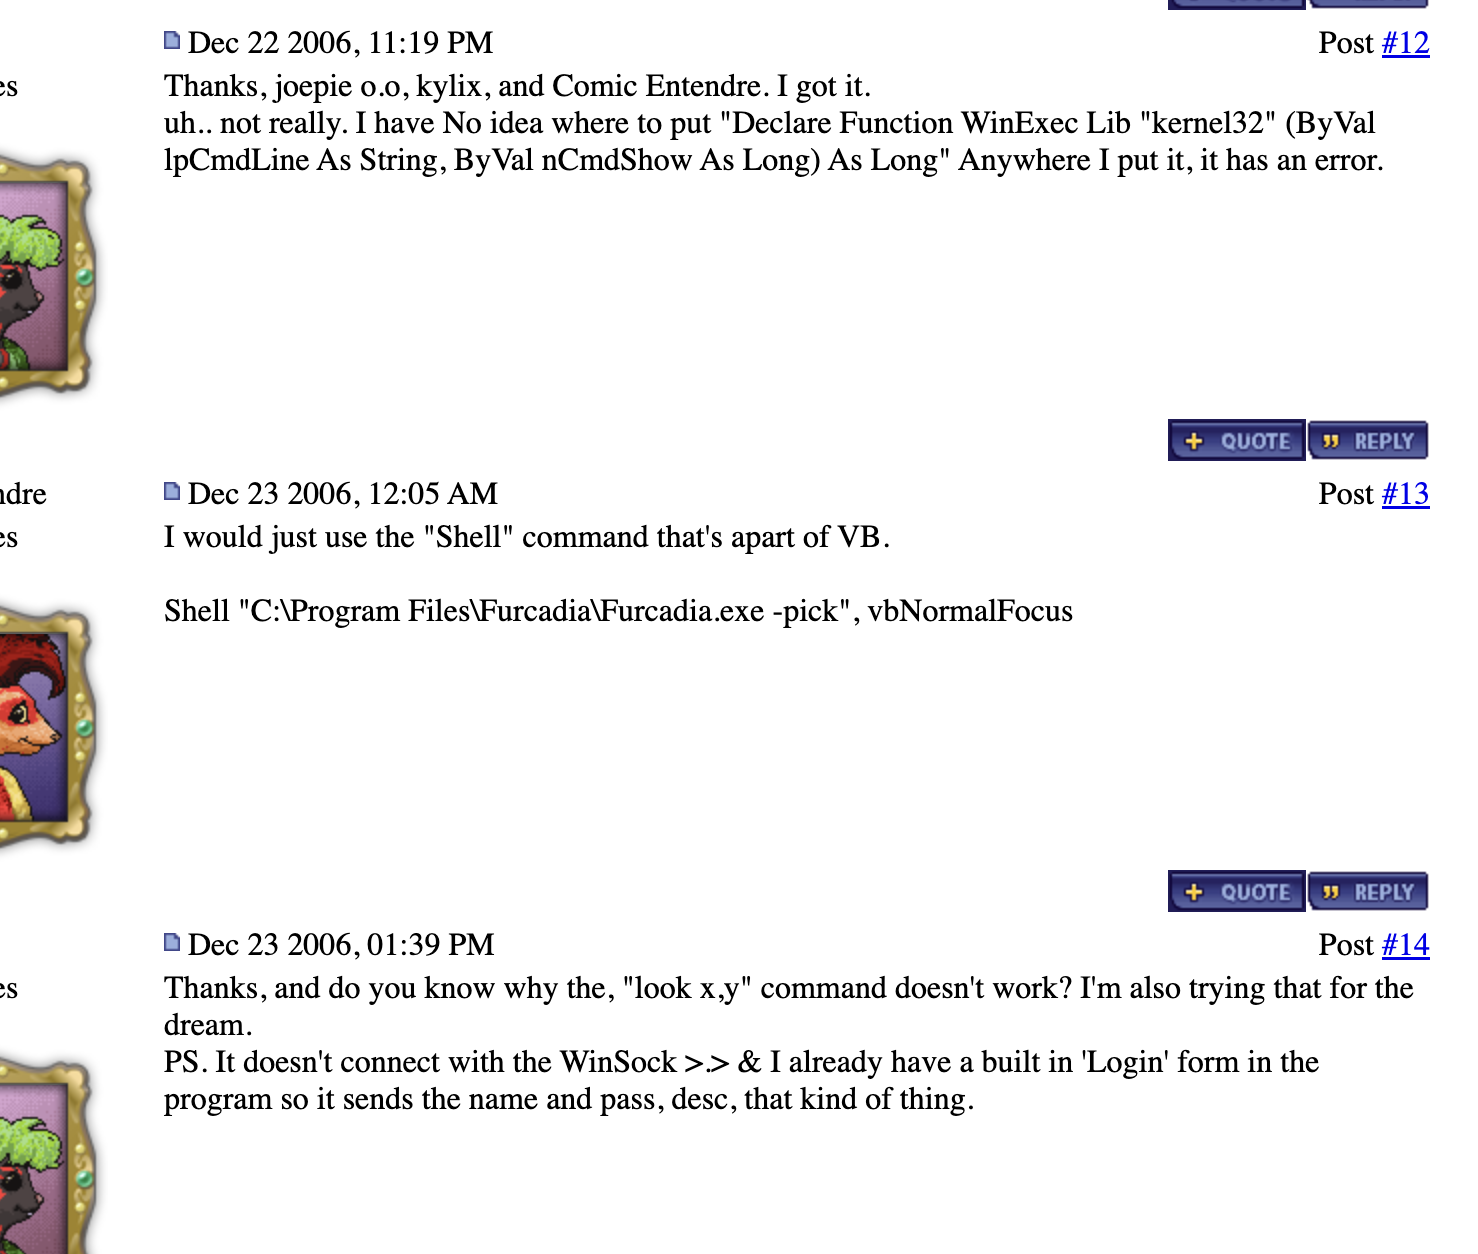 Dec 22 2006, 11:19 PM Post #12
es Thanks, joepie o.o, kylix, and Comic Entendre. I got it.
uh.. not really. I have No idea where to put "Declare Function WinExec Lib "kernel32" (ByVal
lpCmdLine As String, ByVal nCmdShow As Long) As Long" Anywhere I put it, it has an error.
+ QUOTE " REPLY
ndre Dec 23 2006, 12:05 AM Post #13
es I would just use the "Shell" command that's apart of VB.
Shell "C:\Program Files\Furcadia\Furcadia.exe -pick", vbNormalFocus
+ QUOTE " REPLY
Dec 23 2006, 01:39 PM Post #14
es Thanks, and do you know why the, "look x,y" command doesn't work? I'm also trying that for the
dream.
PS. It doesn't connect with the WinSock >.> & I already have a built in 'Login' form in the
program so it sends the name and pass, desc, that kind of thing.